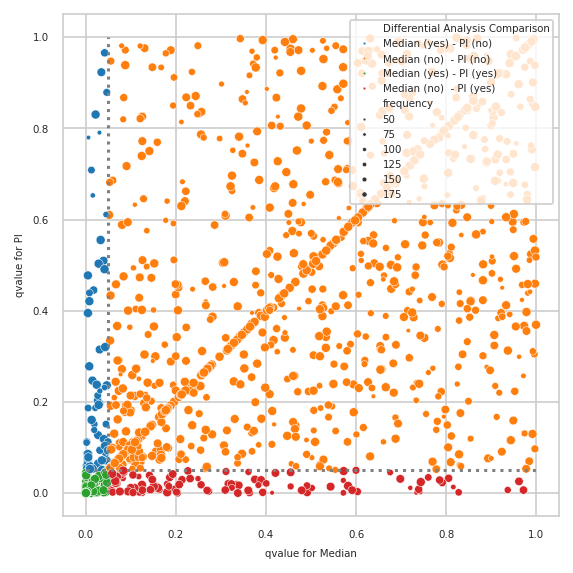 Differential Analysis Comparison
Median (yes) - PI (no)
Median (no)  - PI (no)
Median (yes) - PI (yes)
Median (no)  - PI (yes)
frequency
50
75
100
125
150
175
1.0
0.8
0.6
0.4
0.2
0.0
qvalue for PI
0.0
0.2
0.4
0.6
0.8
1.0
qvalue for Median